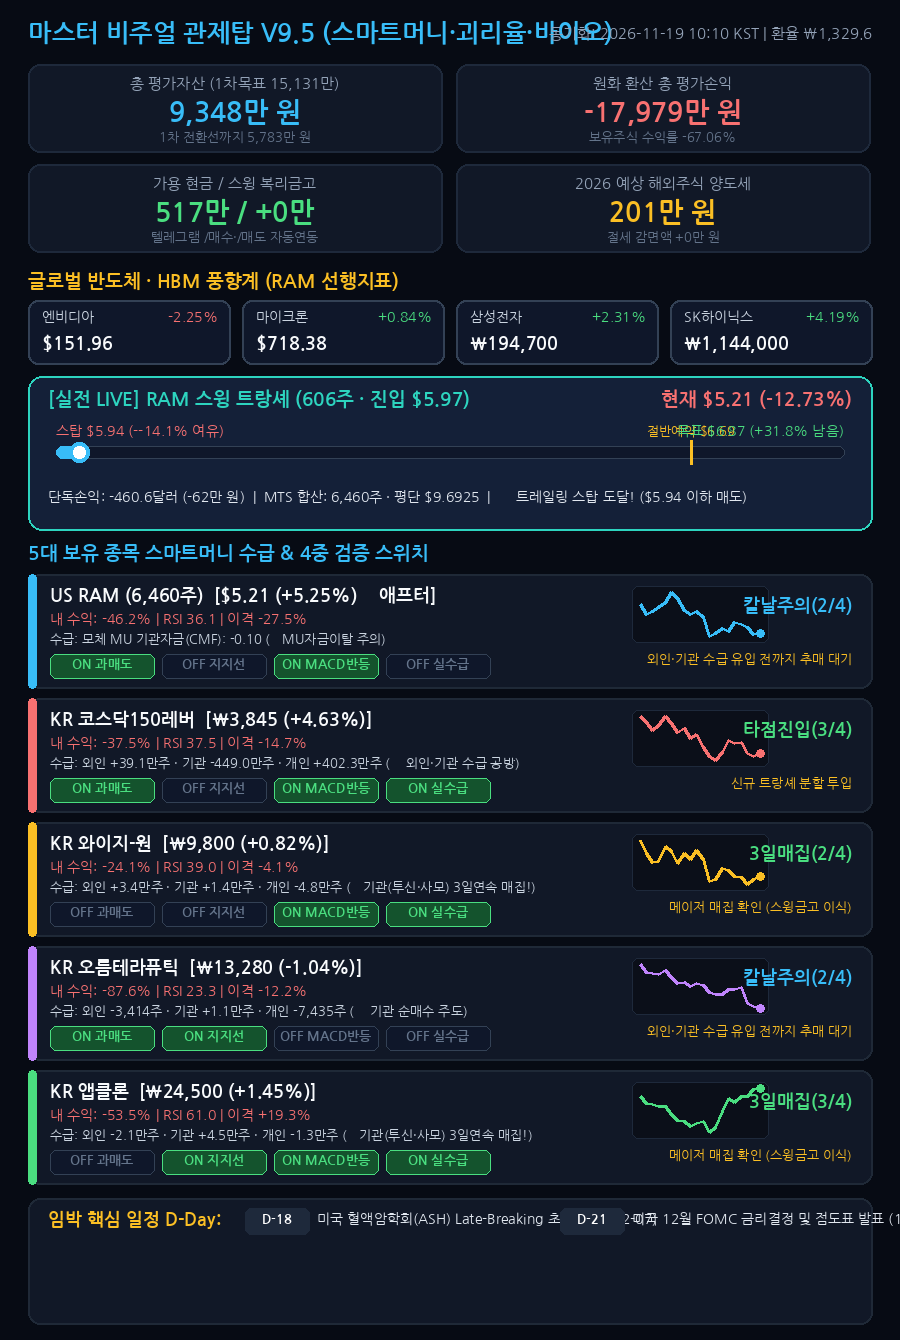 마스터 비주얼 관제탑 V9.5 (스마트머니·괴리율·바이오)
2026-11-19 10:10 KST | 환율 ₩1,329.6
총 평가자산 (1차목표 15,131만)
9,348만 원
1차 전환선까지 5,783만 원
원화 환산 총 평가손익
-17,979만 원
보유주식 수익률 -67.06%
가용 현금 / 스윙 복리금고
517만 / +0만
텔레그램 /매수·/매도 자동연동
2026 예상 해외주식 양도세
201만 원
절세 감면액 +0만 원
글로벌 반도체 · HBM 풍향계 (RAM 선행지표)
엔비디아 -2.25%
$151.96
마이크론 +0.84%
$718.38
삼성전자 +2.31%
₩194,700
SK하이닉스 +4.19%
₩1,144,000
[실전 LIVE] RAM 스윙 트랑셰 (606주 · 진입 $5.97)
현재 $5.21 (-12.73%)
스탑 $5.94 (--14.1% 여유)
(+31.8% 남음)
단독손익: -460.6달러 (-62만 원) | MTS 합산: 6,460주 · 평단 $9.6925 | 트레일링 스탑 도달! ($5.94 이하 매도)
5대 보유 종목 스마트머니 수급 & 4중 검증 스위치
US RAM (6,460주) [$5.21 (+5.25%) 애프터]
칼날주의(2/4)
내 수익: -46.2% | RSI 36.1 | 이격 -27.5%
수급: 모체 MU 기관자금(CMF): -0.10 ( MU자금이탈 주의)
외인·기관 수급 유입 전까지 추매 대기
ON 과매도 OFF 지지선 ON MACD반등 OFF 실수급
KR 코스닥150레버 [₩3,845 (+4.63%)]
타점진입(3/4)
내 수익: -37.5% | RSI 37.5 | 이격 -14.7%
수급: 외인 +39.1만주 · 기관 -449.0만주 · 개인 +402.3만주 ( 외인·기관 수급 공방)
신규 트랑셰 분할 투입
ON 과매도 OFF 지지선 ON MACD반등 ON 실수급
KR 와이지-원 [₩9,800 (+0.82%)]
3일매집(2/4)
내 수익: -24.1% | RSI 39.0 | 이격 -4.1%
수급: 외인 +3.4만주 · 기관 +1.4만주 · 개인 -4.8만주 ( 기관(투신·사모) 3일연속 매집!)
메이저 매집 확인 (스윙금고 이식)
OFF 과매도 OFF 지지선 ON MACD반등 ON 실수급
KR 오름테라퓨틱 [₩13,280 (-1.04%)]
칼날주의(2/4)
내 수익: -87.6% | RSI 23.3 | 이격 -12.2%
수급: 외인 -3,414주 · 기관 +1.1만주 · 개인 -7,435주 ( 기관 순매수 주도)
외인·기관 수급 유입 전까지 추매 대기
ON 과매도 ON 지지선 OFF MACD반등 OFF 실수급
KR 앱클론 [₩24,500 (+1.45%)]
3일매집(3/4)
내 수익: -53.5% | RSI 61.0 | 이격 +19.3%
수급: 외인 -2.1만주 · 기관 +4.5만주 · 개인 -1.3만주 ( 기관(투신·사모) 3일연속 매집!)
메이저 매집 확인 (스윙금고 이식)
OFF 과매도 ON 지지선 ON MACD반등 ON 실수급
임박 핵심 일정 D-Day: D-18 미국 혈액암학회(ASH) Late-Breaking 초 D-21 12월 FOMC 금리결정 및 점도표 발표 (1